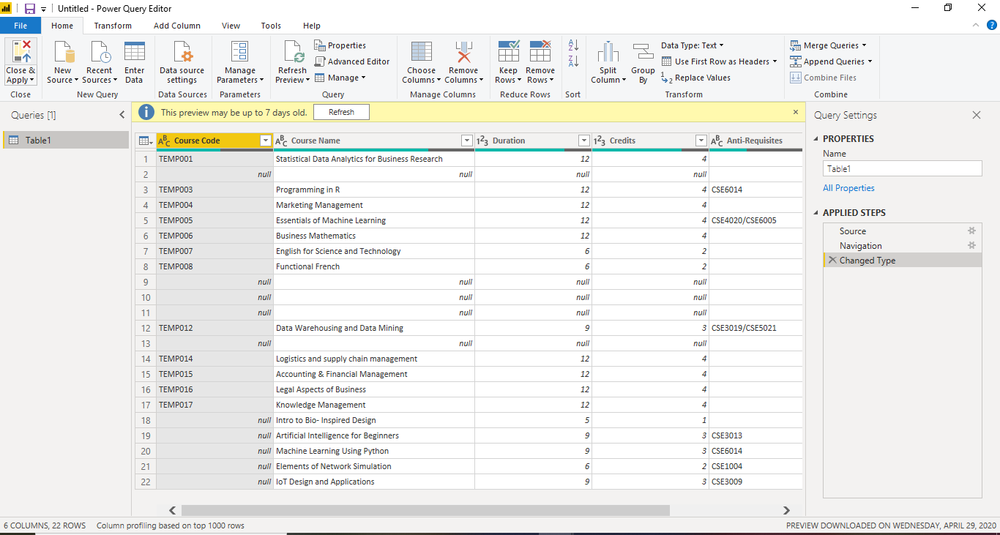 Untitled - Power Query Editor
File Home Transform Add Column View Tools Help
Close & Apply
New Source
Recent Sources
Enter Data
Data source settings
Manage Parameters
Refresh Preview
Properties
Advanced Editor
Manage
Choose Columns
Remove Columns
Keep Rows
Remove Rows
Split Column
Group By
Data Type: Text
Use First Row as Headers
Replace Values
Merge Queries
Append Queries
Combine Files
Close New Query Data Sources Parameters Query Manage Columns Reduce Rows Sort Transform Combine
Queries [1]
Table1
This preview may be up to 7 days old. Refresh
Course Code Course Name Duration Credits Anti-Requisites
1 TEMP001 Statistical Data Analytics for Business Research 12 4
2 null null null null
3 TEMP003 Programming in R 12 4 CSE6014
4 TEMP004 Marketing Management 12 4
5 TEMP005 Essentials of Machine Learning 12 4 CSE4020/CSE6005
6 TEMP006 Business Mathematics 12 4
7 TEMP007 English for Science and Technology 6 2
8 TEMP008 Functional French 6 2
9 null null null null
10 null null null null
11 null null null null
12 TEMP012 Data Warehousing and Data Mining 9 3 CSE3019/CSE5021
13 null null null null
14 TEMP014 Logistics and supply chain management 12 4
15 TEMP015 Accounting & Financial Management 12 4
16 TEMP016 Legal Aspects of Business 12 4
17 TEMP017 Knowledge Management 12 4
18 null Intro to Bio- Inspired Design 5 1
19 null Artificial Intelligence for Beginners 9 3 CSE3013
20 null Machine Learning Using Python 9 3 CSE6014
21 null Elements of Network Simulation 6 2 CSE1004
22 null IoT Design and Applications 9 3 CSE3009
Query Settings
PROPERTIES
Name
Table1
All Properties
APPLIED STEPS
Source
Navigation
Changed Type
6 COLUMNS, 22 ROWS Column profiling based on top 1000 rows PREVIEW DOWNLOADED ON WEDNESDAY, APRIL 29, 2020